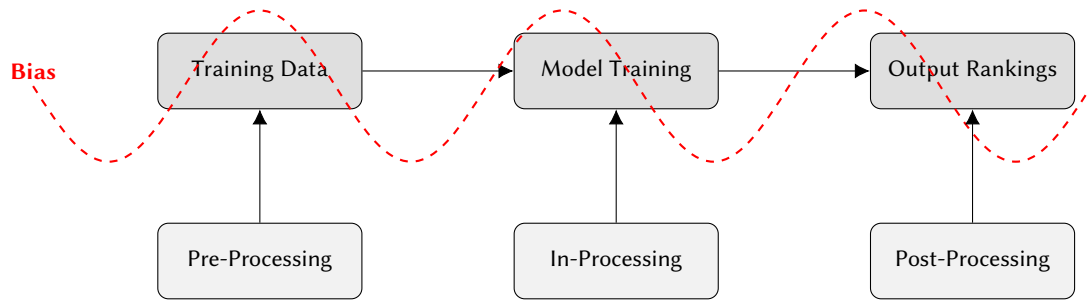 Bias
Training Data
Model Training
Output Rankings
Pre-Processing
In-Processing
Post-Processing